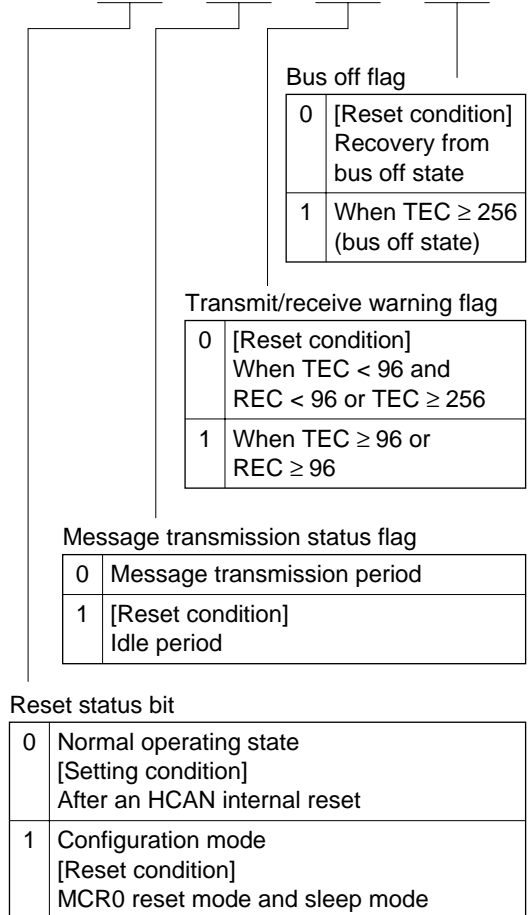 Bus off flag
0 [Reset condition]
Recovery from
bus off state
1 When TEC ≥ 256
(bus off state)
Transmit/receive warning flag
0 [Reset condition]
When TEC < 96 and
REC < 96 or TEC ≥ 256
1 When TEC ≥ 96 or
REC ≥ 96
Message transmission status flag
0 Message transmission period
1 [Reset condition]
Idle period
Reset status bit
0 Normal operating state
[Setting condition]
After an HCAN internal reset
1 Configuration mode
[Reset condition]
MCR0 reset mode and sleep mode